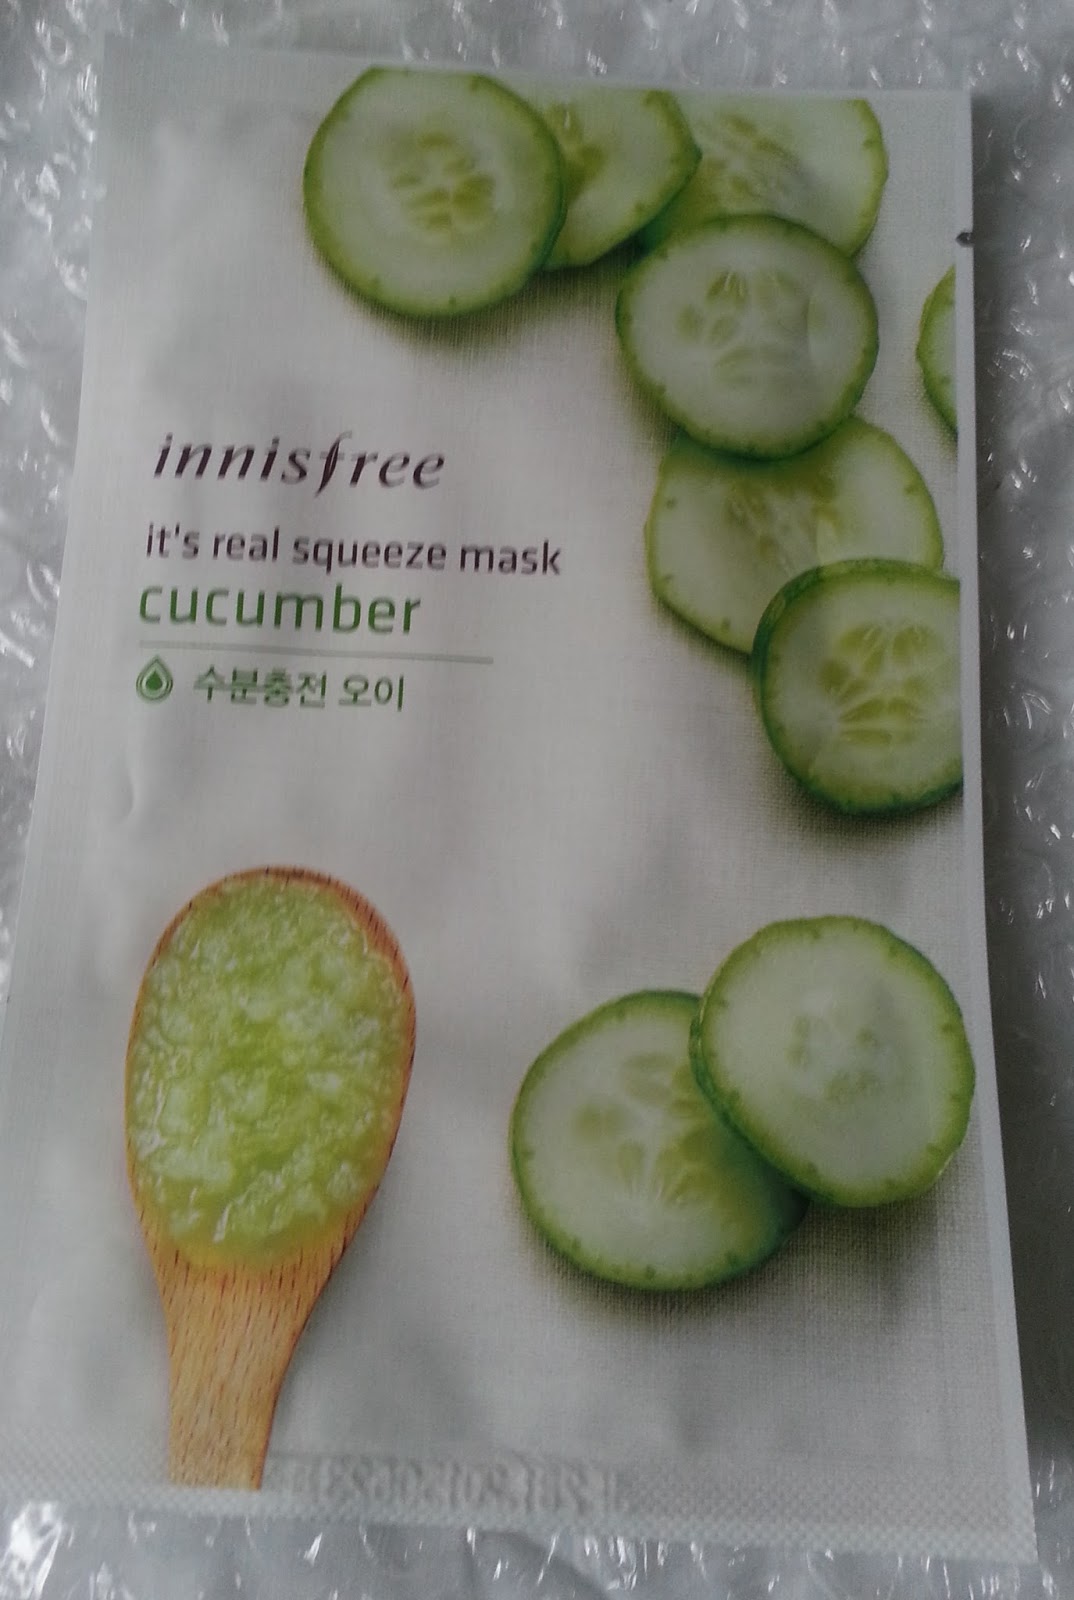 innisfree
it's real squeeze mask
cucumber
수분충전 오이